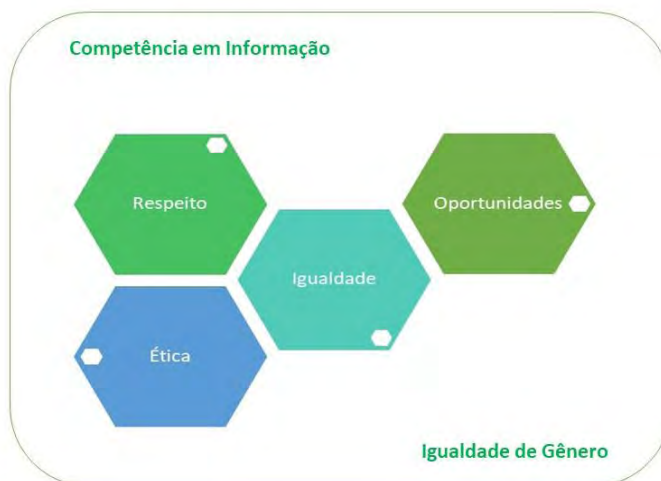 Competência em Informação
Respeito
Oportunidades
Igualdade
Ética
Igualdade de Gênero